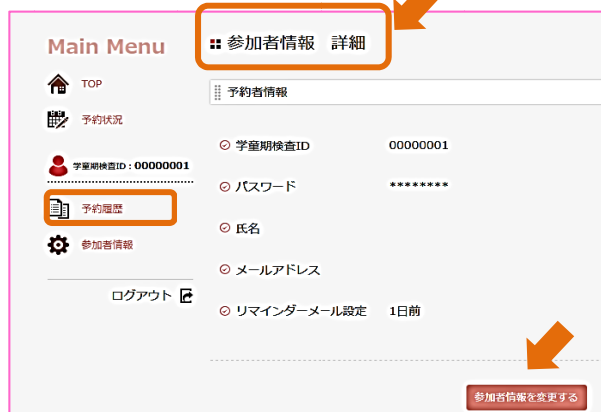 Main Menu
TOP
予約状況
学童期検査ID：00000001
予約履歴
参加者情報
ログアウト
参加者情報　詳細
予約者情報
学童期検査ID　00000001
パスワード　********
氏名
メールアドレス
リマインダーメール設定　1日前
参加者情報を変更する